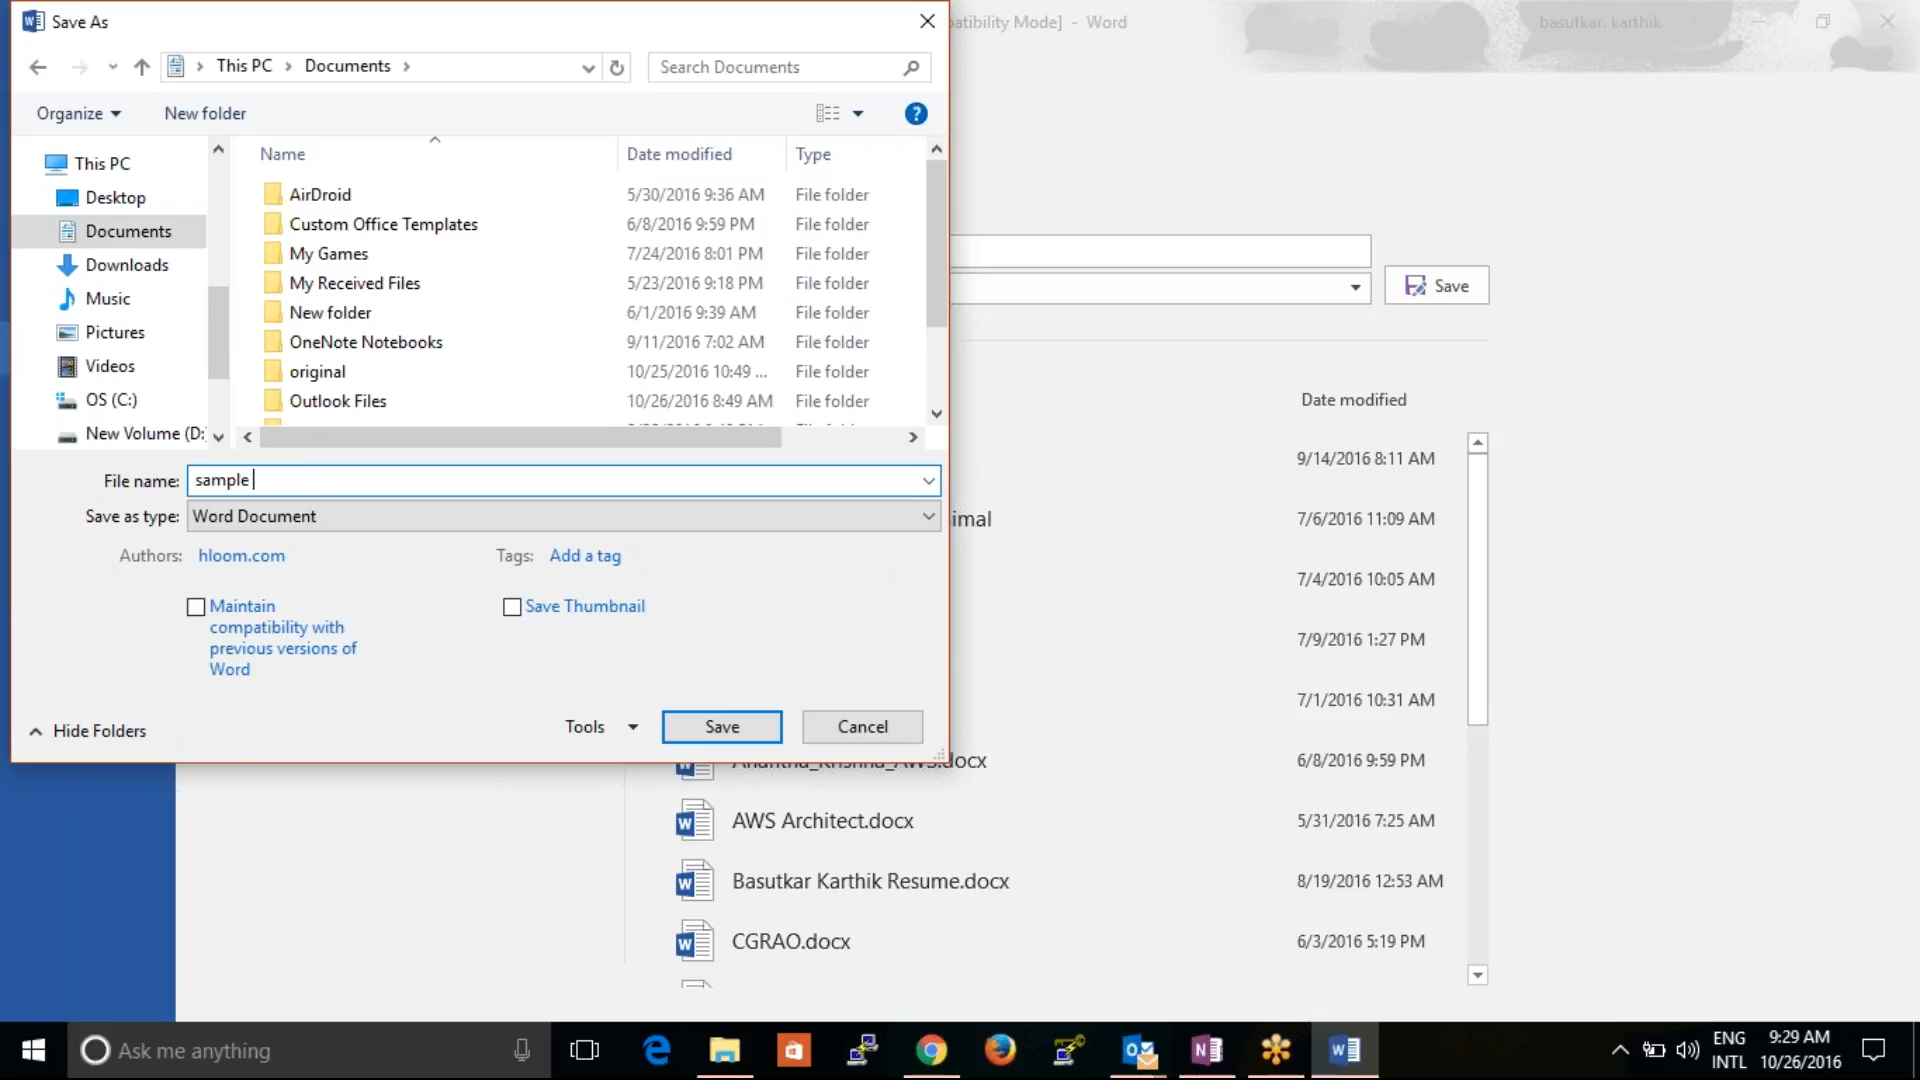 Save As
atibility Mode] - Word
basutkar. karthik
This PC
Documents
Search Documents
Organize
New folder
?
Name
Date modified
Type
This PC
Desktop
Documents
Downloads
Music
Pictures
Videos
OS (C:)
New Volume (D:
AirDroid 5/30/2016 9:36 AM File folder
Custom Office Templates 6/8/2016 9:59 PM File folder
My Games 7/24/2016 8:01 PM File folder
My Received Files 5/23/2016 9:18 PM File folder
New folder 6/1/2016 9:39 AM File folder
OneNote Notebooks 9/11/2016 7:02 AM File folder
original 10/25/2016 10:49 ... File folder
Outlook Files 10/26/2016 8:49 AM File folder
File name: sample
Save as type: Word Document
Authors: hloom.com
Tags: Add a tag
Maintain
compatibility with
previous versions of
Word
Save Thumbnail
Hide Folders
Tools
Save
Cancel
Save
Date modified
9/14/2016 8:11 AM
imal 7/6/2016 11:09 AM
7/4/2016 10:05 AM
7/9/2016 1:27 PM
7/1/2016 10:31 AM
Anantha_Krishna_AWS.docx 6/8/2016 9:59 PM
AWS Architect.docx 5/31/2016 7:25 AM
Basutkar Karthik Resume.docx 8/19/2016 12:53 AM
CGRAO.docx 6/3/2016 5:19 PM
Ask me anything
ENG
INTL
9:29 AM
10/26/2016